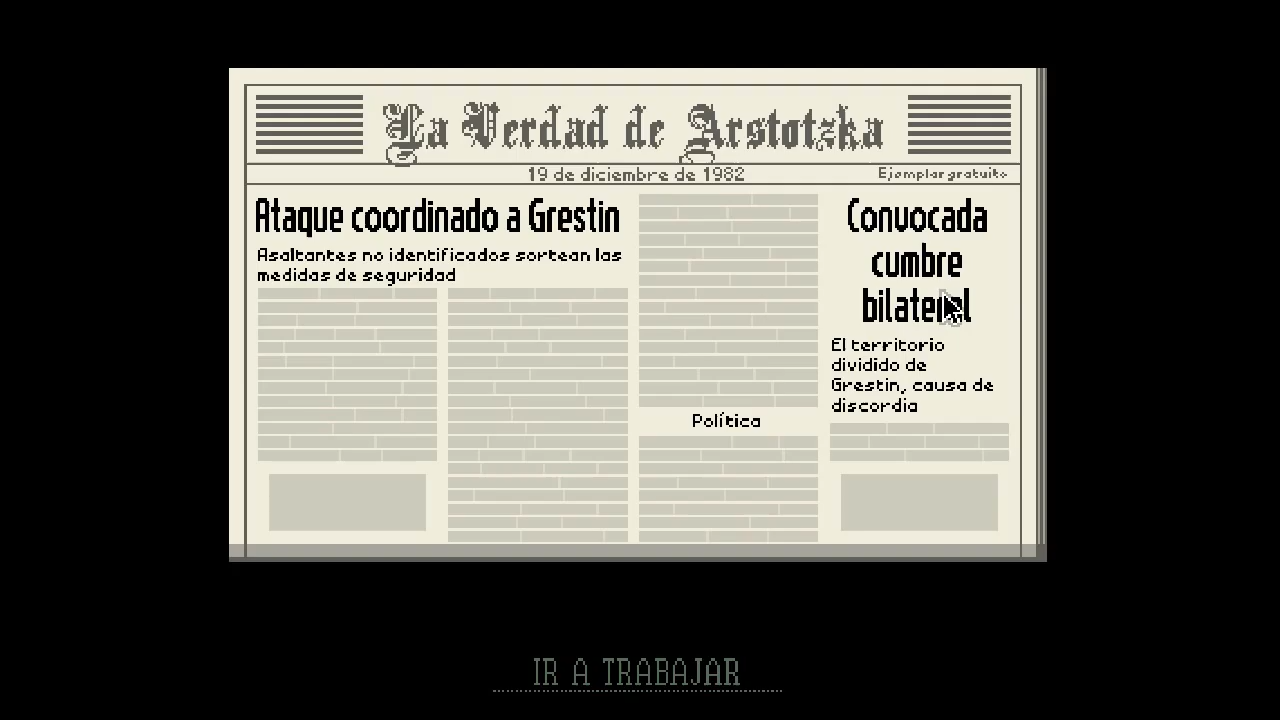 La Verdad de Arstotzka
19 de diciembre de 1982
Ejemplar gratuito
Ataque coordinado a Grestin
Asaltantes no identificados sortean las
medidas de seguridad
Política
Convocada
cumbre
bilateral
El territorio
dividido de
Grestin, causa de
discordia
IR A TRABAJAR